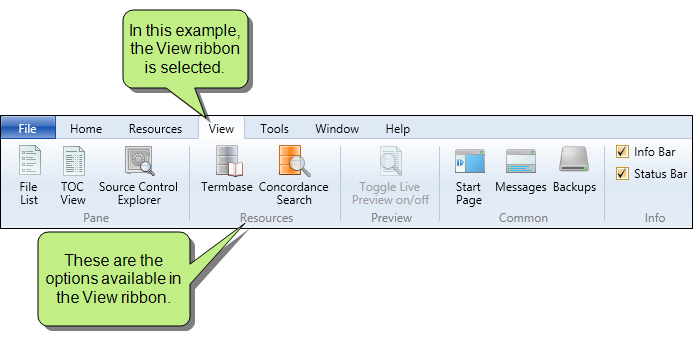 In this example,
the View ribbon
is selected.
File Home Resources View Tools Window Help
File
List
TOC
View
Source Control
Explorer
Termbase
Concordance
Search
Toggle Live
Preview on/off
Start
Page
Messages
Backups
Info Bar
Status Bar
Pane Resources Preview Common Info
These are the
options available in
the View ribbon.